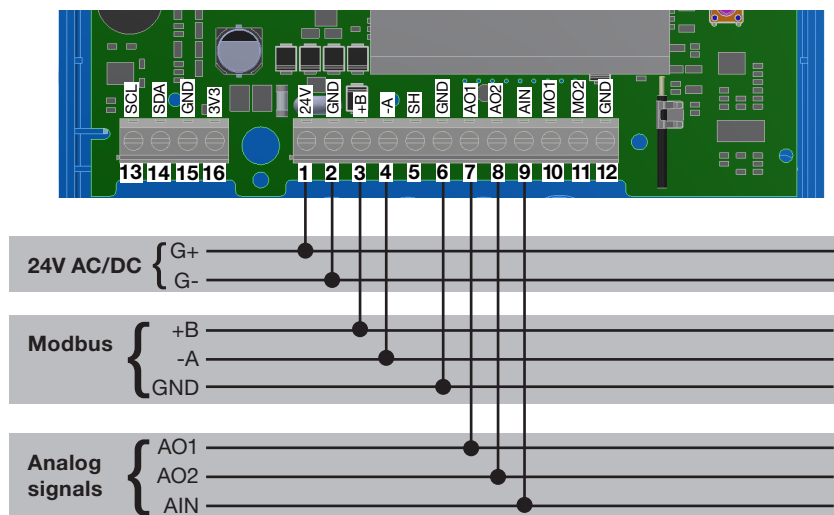 SCL SDA GND 3V3 24V GND +B -A SH GND AO1 AO2 AIN MO1 MO2 GND
13 14 15 16 1 2 3 4 5 6 7 8 9 10 11 12
24V AC/DC { G+
G-
Modbus { +B
-A
GND
Analog signals { AO1
AO2
AIN